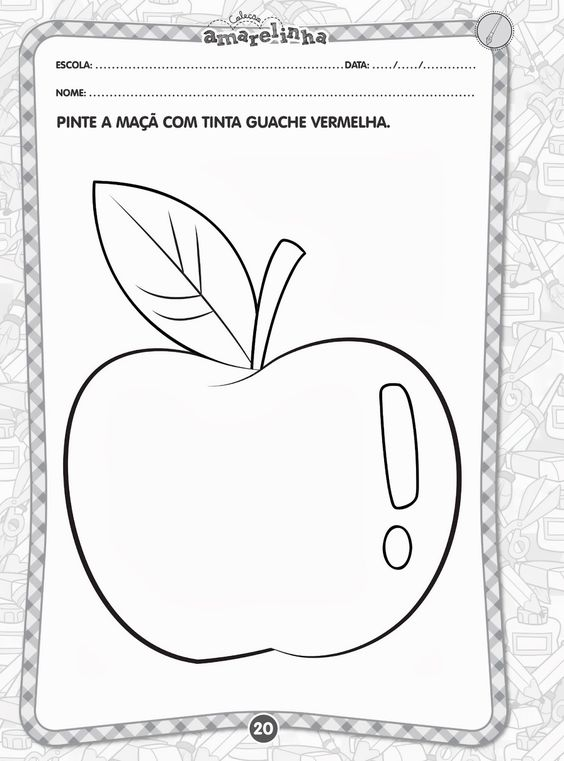 Coleção
amarelinha
ESCOLA: ........................................................ DATA: ...../...../.............
NOME: ...............................................................................................
PINTE A MAÇÃ COM TINTA GUACHE VERMELHA.
20